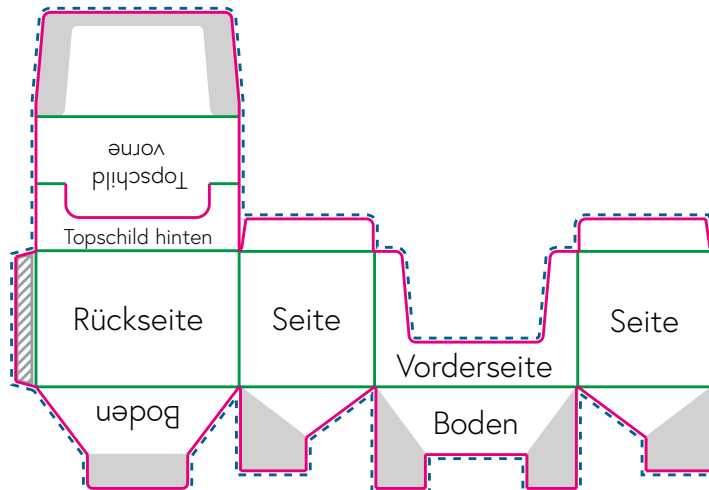 Topschild
vorne
Topschild hinten
Rückseite
Seite
Vorderseite
Seite
Boden
Boden